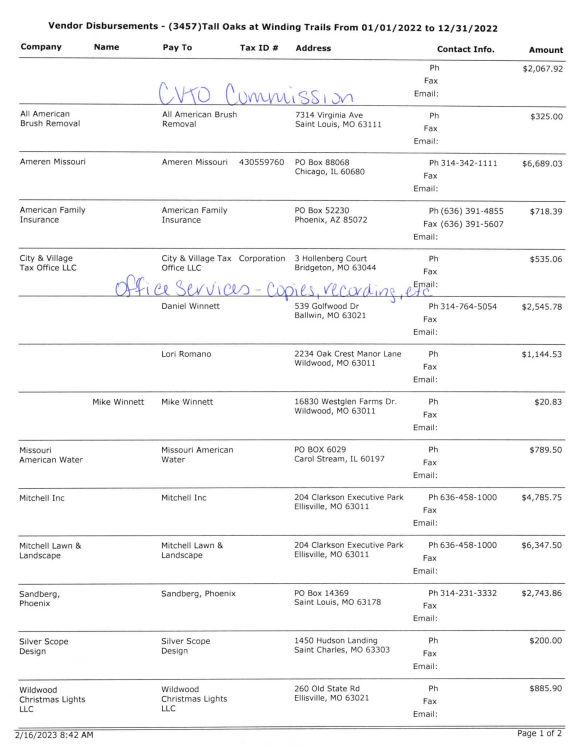 Vendor Disbursements - (3457)Tall Oaks at Winding Trails From 01/01/2022 to 12/31/2022
Company Name Pay To Tax ID # Address Contact Info. Amount
Ph $2,067.92
Fax
Email:
CVTO Commission
All American All American Brush 7314 Virginia Ave Ph $325.00
Brush Removal Removal Saint Louis, MO 63111
Fax
Email:
Ameren Missouri Ameren Missouri 430559760 PO Box 88068 Ph 314-342-1111 $6,689.03
Chicago, IL 60680
Fax
Email:
American Family American Family PO Box 52230 Ph (636) 391-4855 $718.39
Insurance Insurance Phoenix, AZ 85072
Fax (636) 391-5607
Email:
City & Village City & Village Tax Corporation 3 Hollenberg Court Ph $535.06
Tax Office LLC Office LLC Bridgeton, MO 63044
Fax
Email:
Office Services - Copies, recording, etc
Daniel Winnett 539 Golfwood Dr Ph 314-764-5054 $2,545.78
Ballwin, MO 63021
Fax
Email:
Lori Romano 2234 Oak Crest Manor Lane Ph $1,144.53
Wildwood, MO 63011
Fax
Email:
Mike Winnett Mike Winnett 16830 Westglen Farms Dr. Ph $20.83
Wildwood, MO 63011
Fax
Email:
Missouri Missouri American PO BOX 6029 Ph $789.50
American Water Water Carol Stream, IL 60197
Fax
Email:
Mitchell Inc Mitchell Inc 204 Clarkson Executive Park Ph 636-458-1000 $4,785.75
Ellisville, MO 63011
Fax
Email:
Mitchell Lawn & Mitchell Lawn & 204 Clarkson Executive Park Ph 636-458-1000 $6,347.50
Landscape Landscape Ellisville, MO 63011
Fax
Email:
Sandberg, Sandberg, Phoenix PO Box 14369 Ph 314-231-3332 $2,743.86
Phoenix Saint Louis, MO 63178
Fax
Email:
Silver Scope Silver Scope 1450 Hudson Landing Ph $200.00
Design Design Saint Charles, MO 63303
Fax
Email:
Wildwood Wildwood 260 Old State Rd Ph $885.90
Christmas Lights Christmas Lights Ellisville, MO 63021
LLC LLC Fax
Email:
2/16/2023 8:42 AM Page 1 of 2